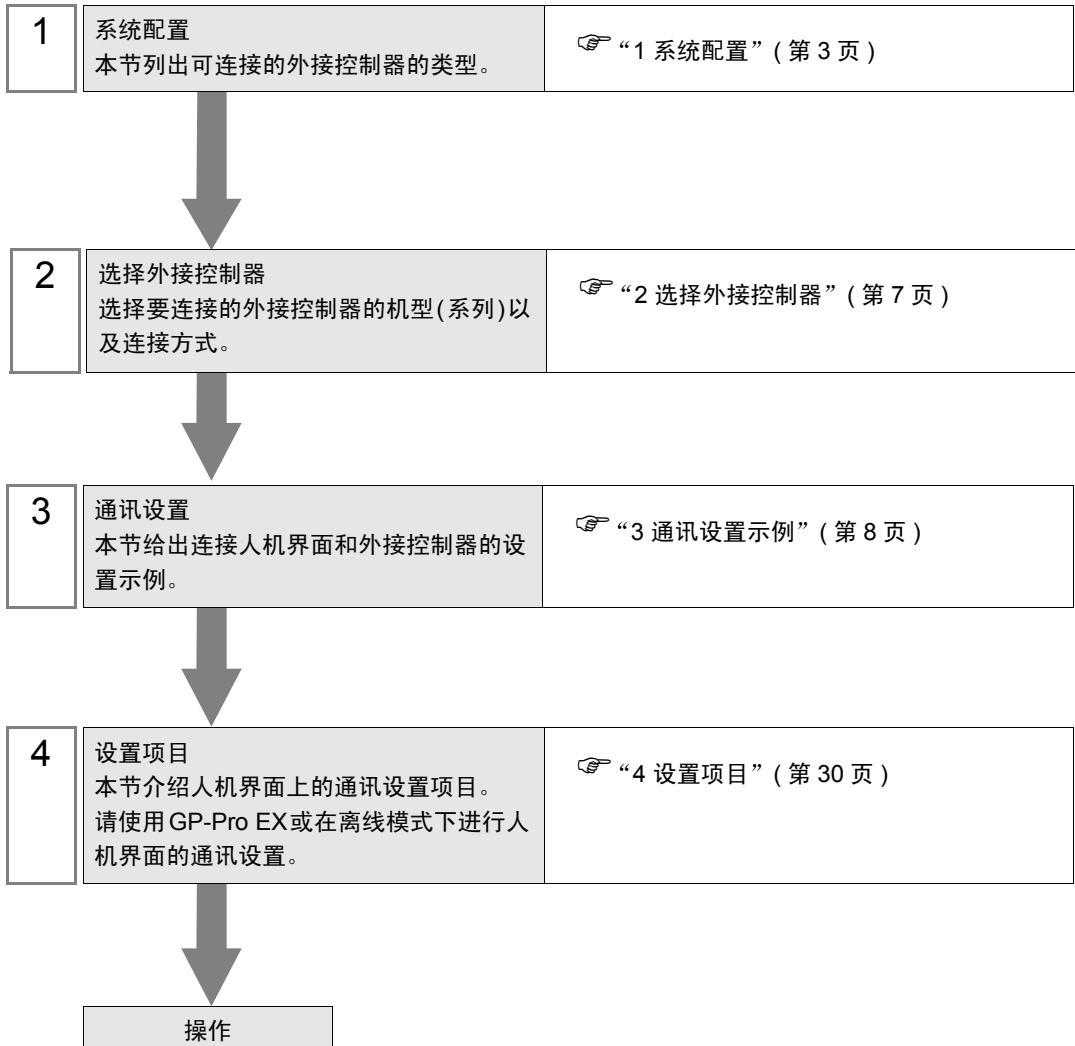 1
系统配置
本节列出可连接的外接控制器的类型。
“1 系统配置” ( 第 3 页 )
2
选择外接控制器
选择要连接的外接控制器的机型(系列)以
及连接方式。
“2 选择外接控制器” ( 第 7 页 )
3
通讯设置
本节给出连接人机界面和外接控制器的设
置示例。
“3 通讯设置示例” ( 第 8 页 )
4
设置项目
本节介绍人机界面上的通讯设置项目。
请使用GP-Pro EX或在离线模式下进行人
机界面的通讯设置。
“4 设置项目” ( 第 30 页 )
操作